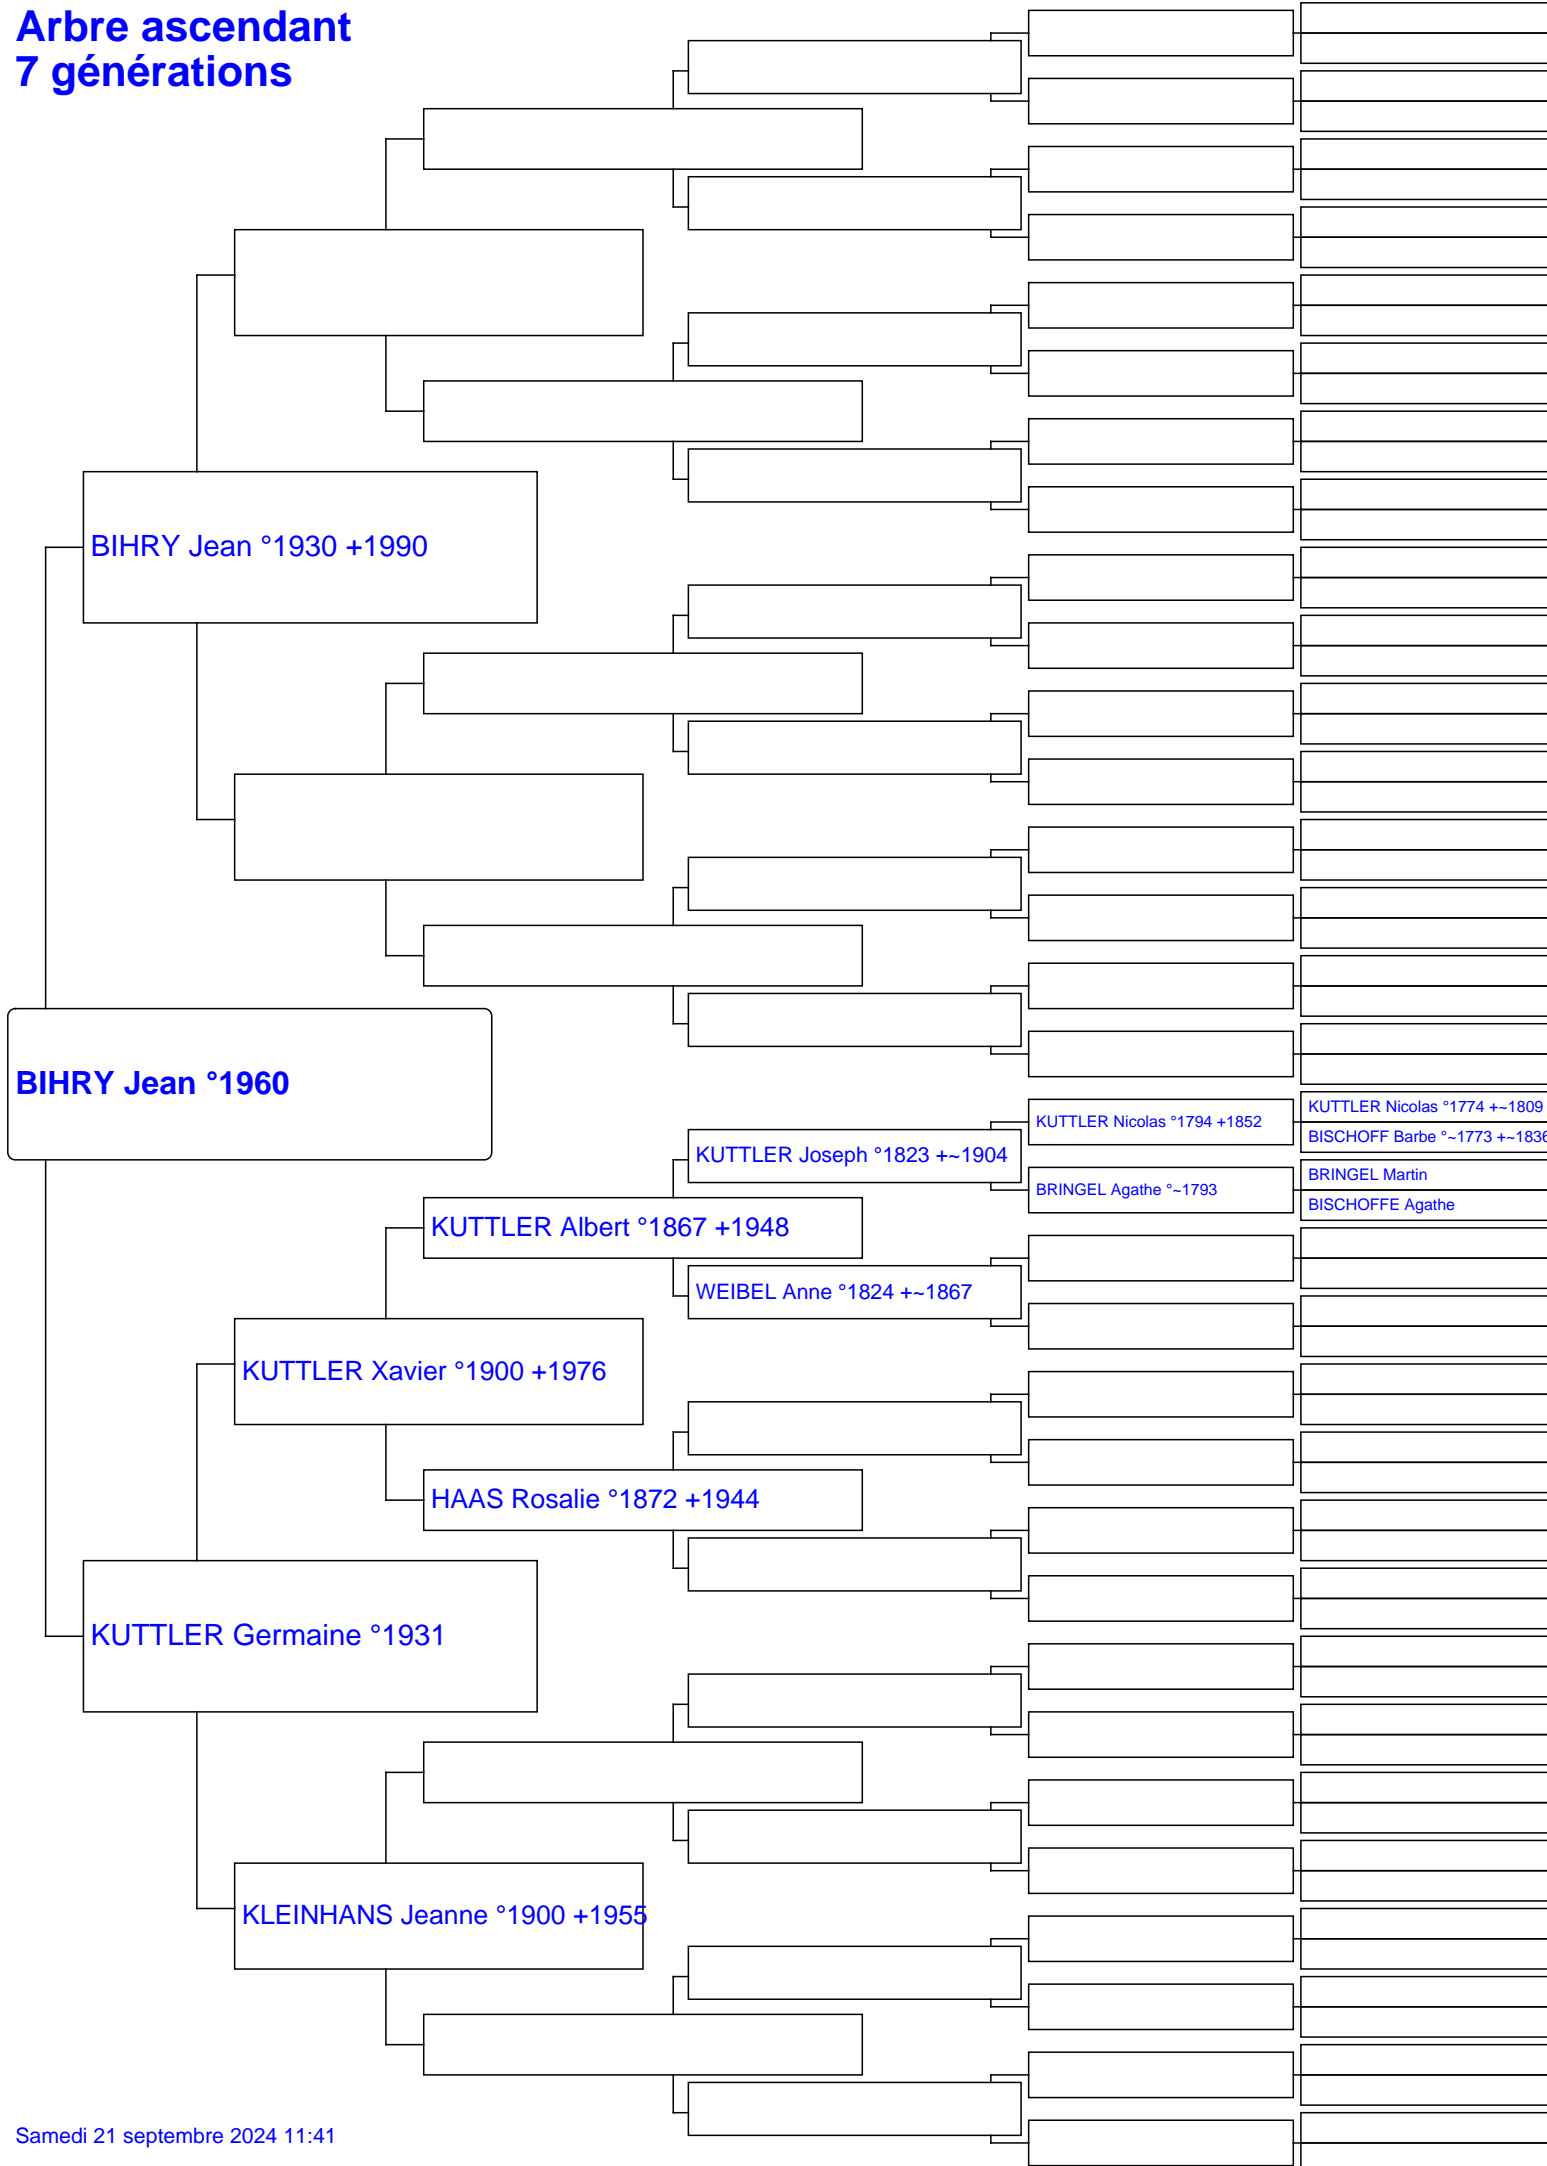 Arbre ascendant
7 générations
BIHRY Jean °1930 +1990
BIHRY Jean °1960
KUTTLER Nicolas °1774 +~1809
KUTTLER Nicolas °1794 +1852
BISCHOFF Barbe °~1773 +~1836
KUTTLER Joseph °1823 +~1904
BRINGEL Martin
BRINGEL Agathe °~1793
BISCHOFFE Agathe
KUTTLER Albert °1867 +1948
WEIBEL Anne °1824 +~1867
KUTTLER Xavier °1900 +1976
HAAS Rosalie °1872 +1944
KUTTLER Germaine °1931
KLEINHANS Jeanne °1900 +1955
Samedi 21 septembre 2024 11:41